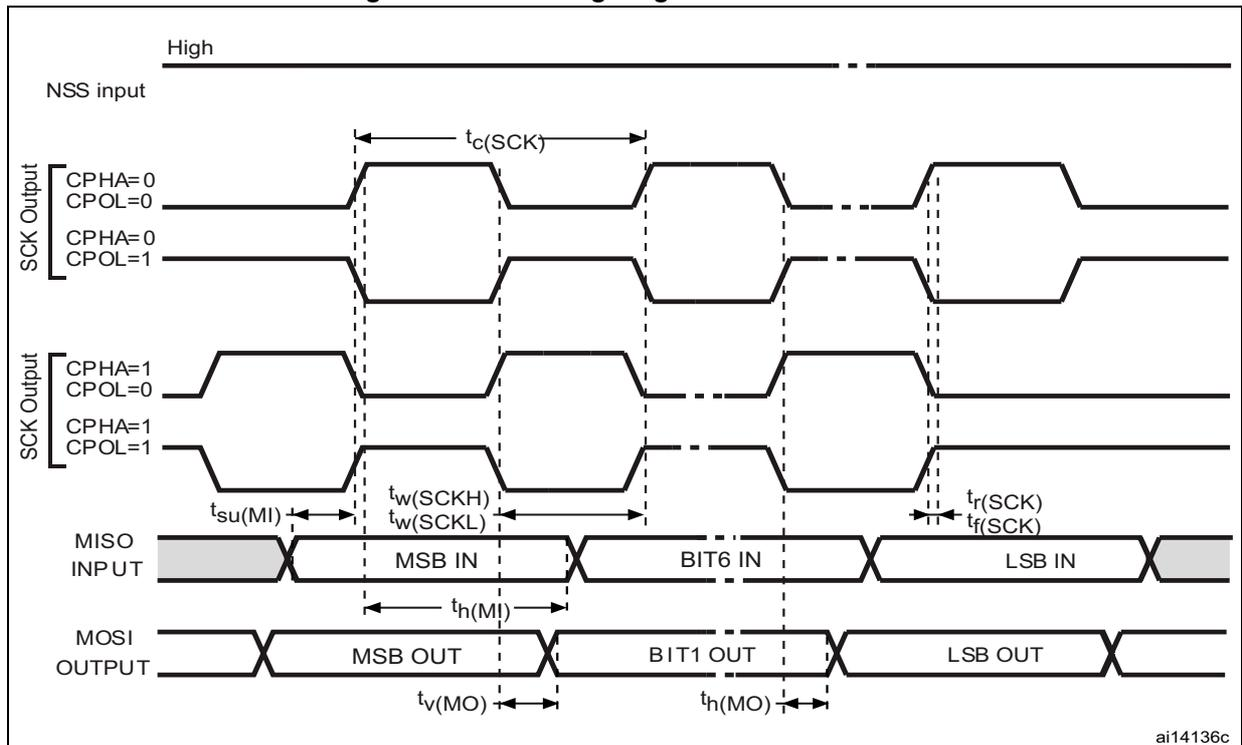 High
NSS input
tc(SCK)
SCK Output
CPHA=0
CPOL=0
CPHA=0
CPOL=1
SCK Output
CPHA=1
CPOL=0
CPHA=1
CPOL=1
tsu(MI)
tw(SCKH)
tw(SCKL)
tr(SCK)
tf(SCK)
MISO
INPUT
MSB IN
BIT6 IN
LSB IN
th(MI)
MOSI
OUTPUT
MSB OUT
BIT1 OUT
LSB OUT
tv(MO)
th(MO)
ai14136c